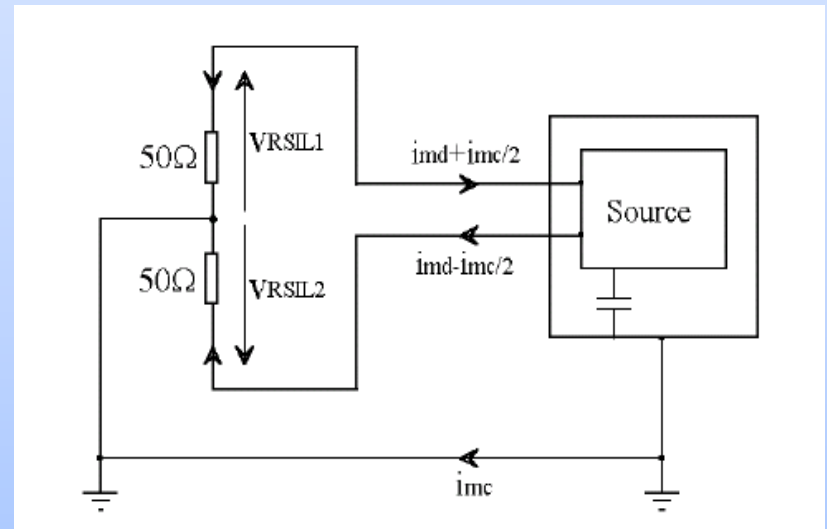 VRSIL1
50Ω
imd+imc/2
Source
50Ω
VRSIL2
imd-imc/2
imc